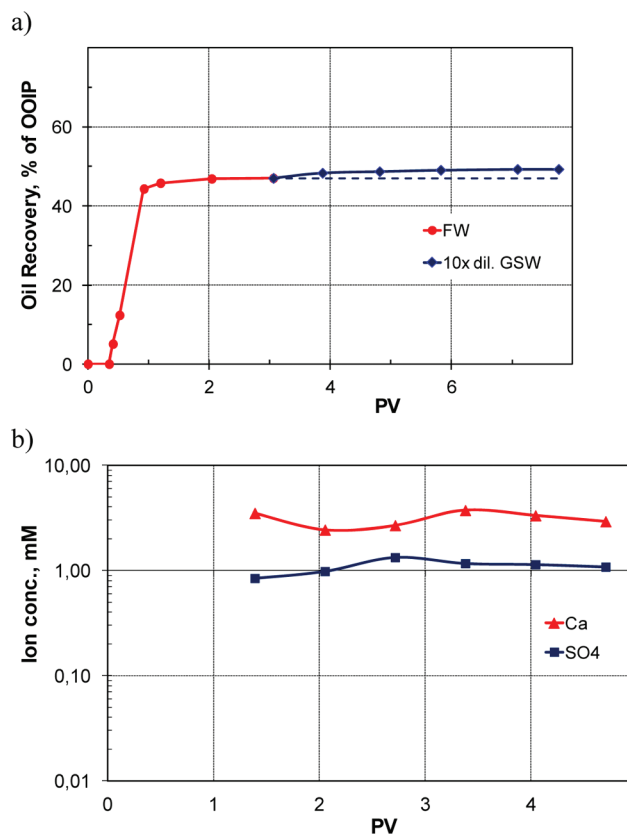 a)
Oil Recovery, % of OOIP
60
40
20
0
0 2 4 6
PV
FW
10x dil. GSW
b)
Ion conc., mM
10,00
1,00
0,10
0,01
0 1 2 3 4
PV
Ca
SO4